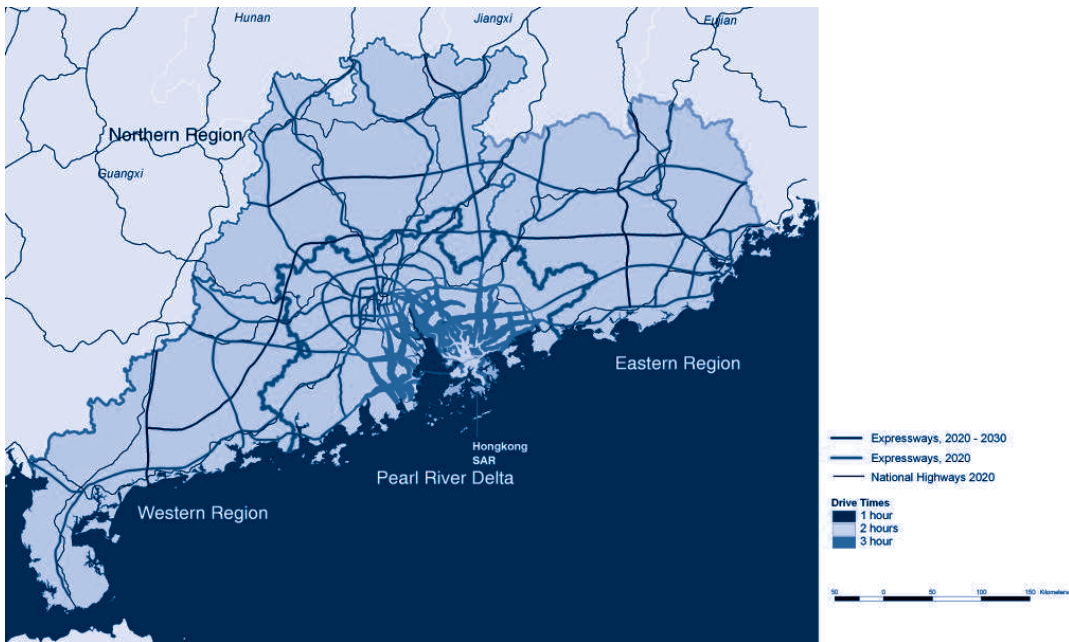 Hunan
Jiangxi
Fujian
Northern Region
Guangxi
Eastern Region
Hongkong
SAR
Pearl River Delta
Western Region
Expressways, 2020 - 2030
Expressways, 2020
National Highways 2020
Drive Times
1 hour
2 hours
3 hour
50 0 50 100 150 Kilometers